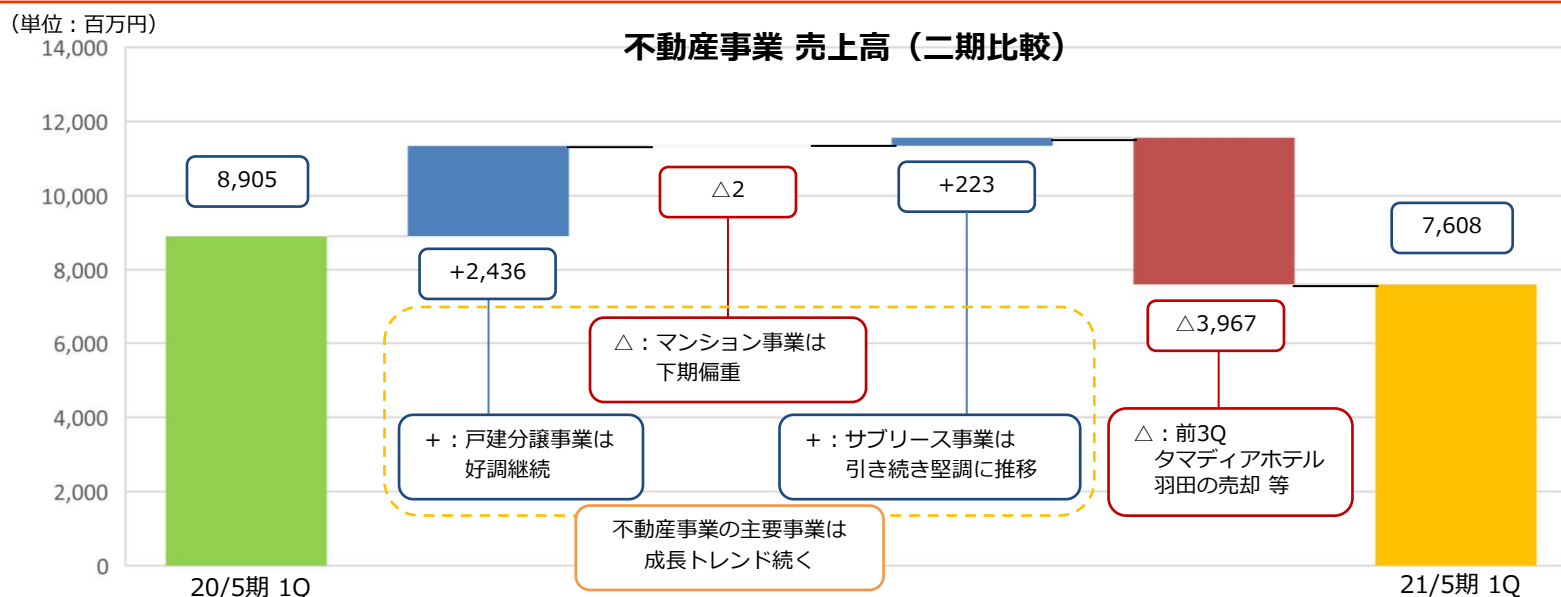 （単位：百万円）
不動産事業 売上高（二期比較）
14,000
12,000
10,000
8,000
6,000
4,000
2,000
0
8,905
+2,436
△2
+223
△3,967
7,608
△：マンション事業は
下期偏重
＋：戸建分譲事業は
好調継続
＋：サブリース事業は
引き続き堅調に推移
△：前3Q
タマディアホテル
羽田の売却 等
不動産事業の主要事業は
成長トレンド続く
20/5期 1Q
21/5期 1Q